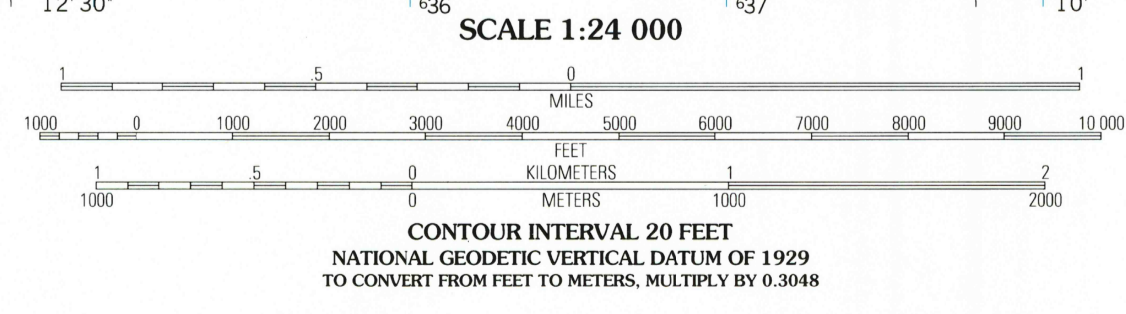 12' 30" 636 637 10'
SCALE 1:24 000
1 .5 0 1
MILES
1000 0 1000 2000 3000 4000 5000 6000 7000 8000 9000 10 000
FEET
1 .5 0 KILOMETERS 1 2
1000 0 METERS 1000 2000
CONTOUR INTERVAL 20 FEET
NATIONAL GEODETIC VERTICAL DATUM OF 1929
TO CONVERT FROM FEET TO METERS, MULTIPLY BY 0.3048